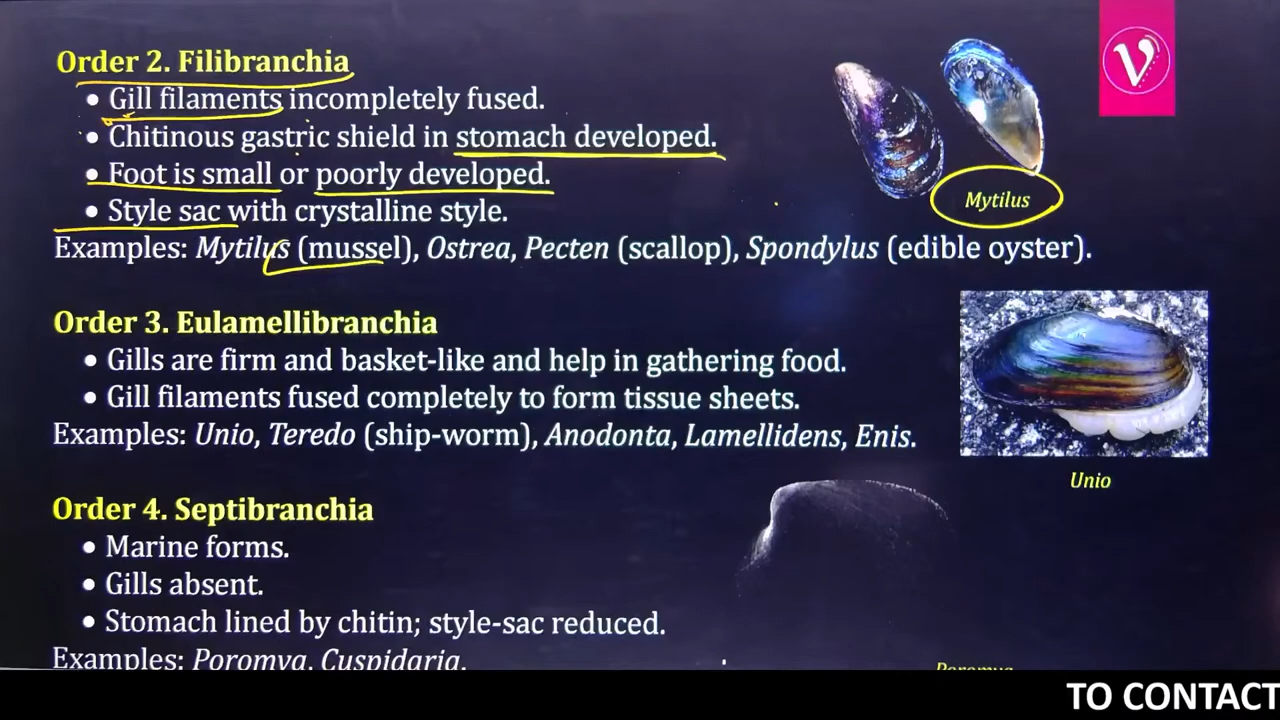 Order 2. Filibranchia
• Gill filaments incompletely fused.
• Chitinous gastric shield in stomach developed.
• Foot is small or poorly developed.
• Style sac with crystalline style.
Mytilus
Examples: Mytilus (mussel), Ostrea, Pecten (scallop), Spondylus (edible oyster).
Order 3. Eulamellibranchia
• Gills are firm and basket-like and help in gathering food.
• Gill filaments fused completely to form tissue sheets.
Examples: Unio, Teredo (ship-worm), Anodonta, Lamellidens, Enis.
Unio
Order 4. Septibranchia
• Marine forms.
• Gills absent.
• Stomach lined by chitin; style-sac reduced.
Examples: Poromya, Cuspidaria.
Poromya
TO CONTACT